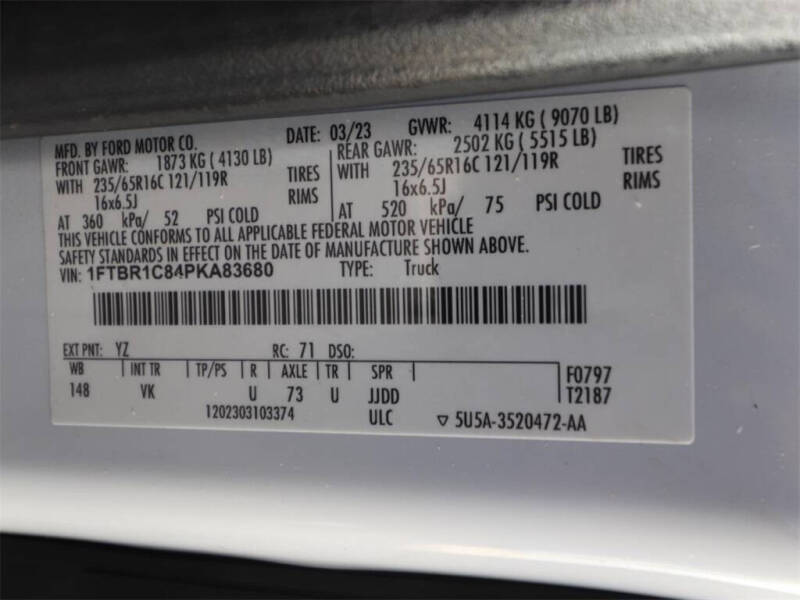 MFD. BY FORD MOTOR CO. DATE: 03/23 GVWR: 4114 KG ( 9070 LB)
FRONT GAWR: 1873 KG ( 4130 LB) REAR GAWR: 2502 KG ( 5515 LB)
WITH 235/65R16C 121/119R TIRES WITH 235/65R16C 121/119R TIRES
16x6.5J RIMS 16x6.5J RIMS
AT 360 kPa/ 52 PSI COLD AT 520 kPa/ 75 PSI COLD
THIS VEHICLE CONFORMS TO ALL APPLICABLE FEDERAL MOTOR VEHICLE
SAFETY STANDARDS IN EFFECT ON THE DATE OF MANUFACTURE SHOWN ABOVE.
VIN: 1FTBR1C84PKA83680 TYPE: Truck
EXT PNT: YZ RC: 71 DSO:
WB INT TR TP/PS R AXLE TR SPR F0797
148 VK U 73 U JJDD T2187
1202303103374 ULC ▽ 5U5A-3520472-AA